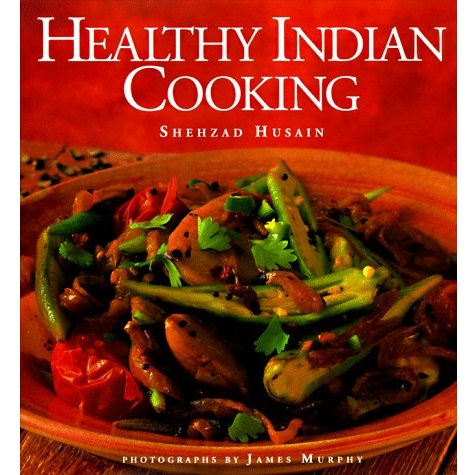 HEALTHY INDIAN
COOKING
SHEHZAD HUSAIN
PHOTOGRAPHS BY JAMES MURPHY